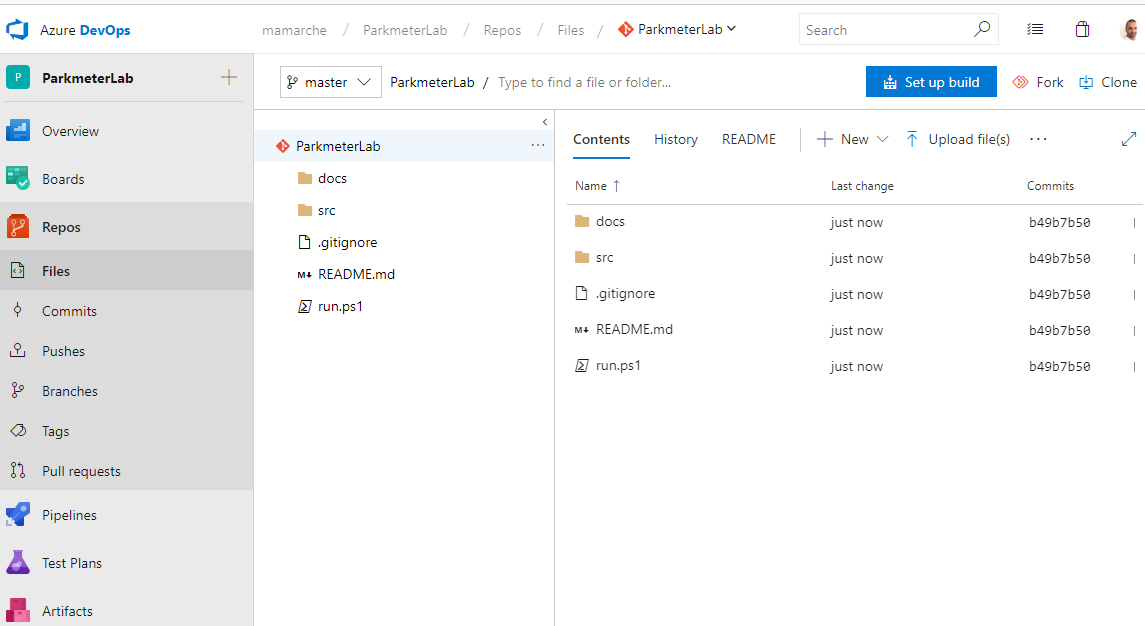 Azure DevOps
mamarche / ParkmeterLab / Repos / Files / ParkmeterLab
Search
P ParkmeterLab
Overview
Boards
Repos
Files
Commits
Pushes
Branches
Tags
Pull requests
Pipelines
Test Plans
Artifacts
master
ParkmeterLab / Type to find a file or folder...
Set up build
Fork
Clone
ParkmeterLab ...
docs
src
.gitignore
M↓ README.md
run.ps1
Contents History README New Upload file(s) ...
Name ↑ Last change Commits
docs just now b49b7b50
src just now b49b7b50
.gitignore just now b49b7b50
M↓ README.md just now b49b7b50
run.ps1 just now b49b7b50